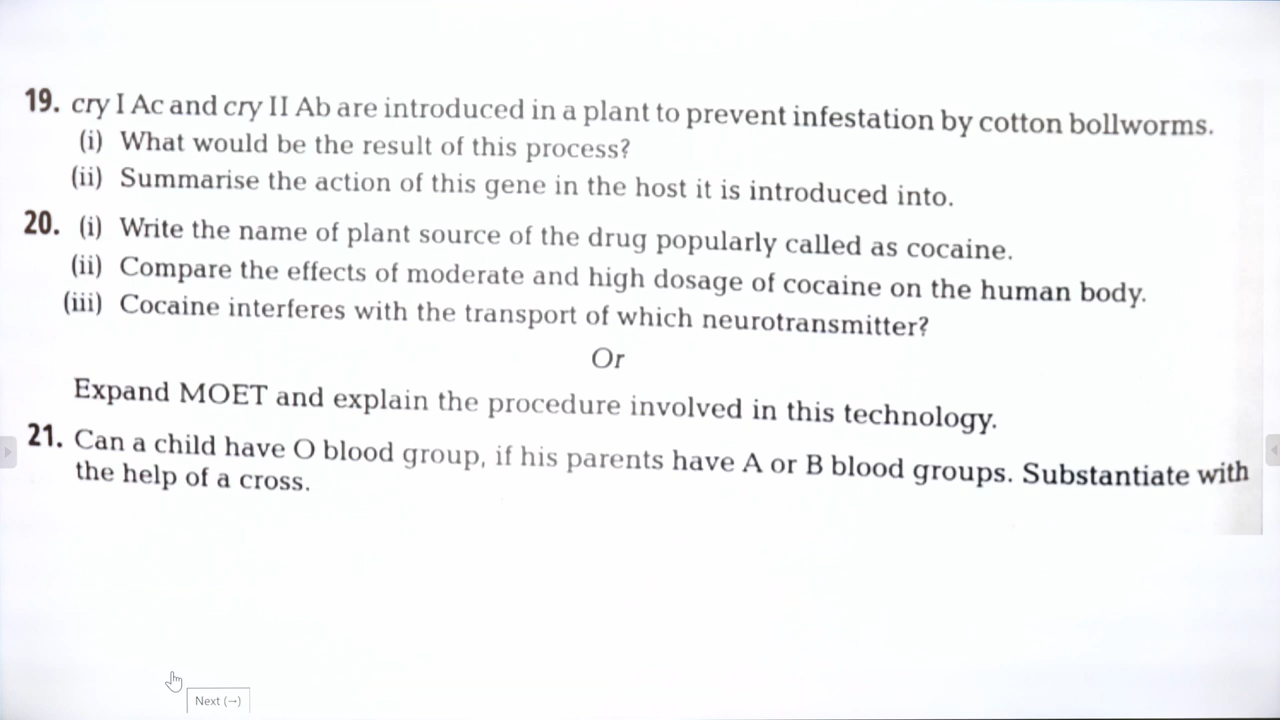 19. cry I Ac and cry II Ab are introduced in a plant to prevent infestation by cotton bollworms.
(i) What would be the result of this process?
(ii) Summarise the action of this gene in the host it is introduced into.
20. (i) Write the name of plant source of the drug popularly called as cocaine.
(ii) Compare the effects of moderate and high dosage of cocaine on the human body.
(iii) Cocaine interferes with the transport of which neurotransmitter?
Or
Expand MOET and explain the procedure involved in this technology.
21. Can a child have O blood group, if his parents have A or B blood groups. Substantiate with
the help of a cross.
Next (→)